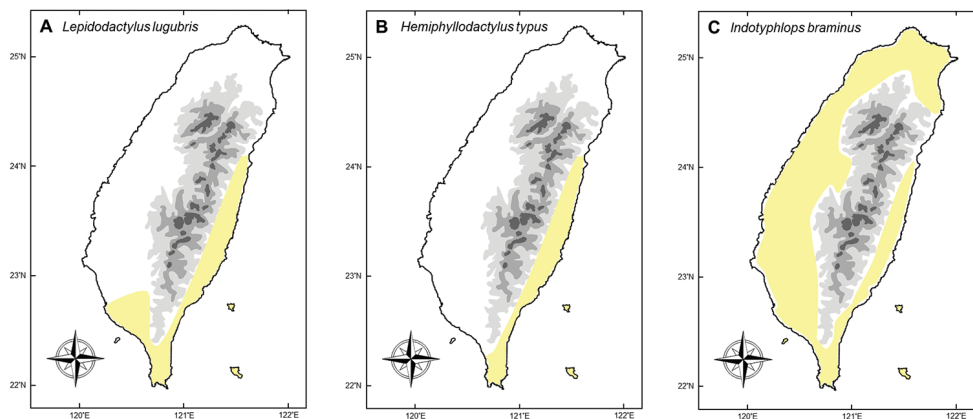 A Lepidodactylus lugubris
25°N
24°N
23°N
22°N
120°E 121°E 122°E
B Hemiphyllodactylus typus
25°N
24°N
23°N
22°N
120°E 121°E 122°E
C Indotyphlops braminus
25°N
24°N
23°N
22°N
120°E 121°E 122°E